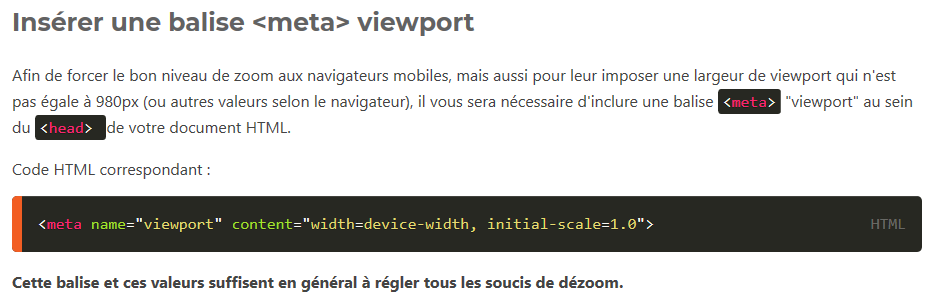 Insérer une balise <meta> viewport
Afin de forcer le bon niveau de zoom aux navigateurs mobiles, mais aussi pour leur imposer une largeur de viewport qui n'est
pas égale à 980px (ou autres valeurs selon le navigateur), il vous sera nécessaire d'inclure une balise <meta> "viewport" au sein
du <head> de votre document HTML.
Code HTML correspondant :
<meta name="viewport" content="width=device-width, initial-scale=1.0"> HTML
Cette balise et ces valeurs suffisent en général à régler tous les soucis de dézoom.